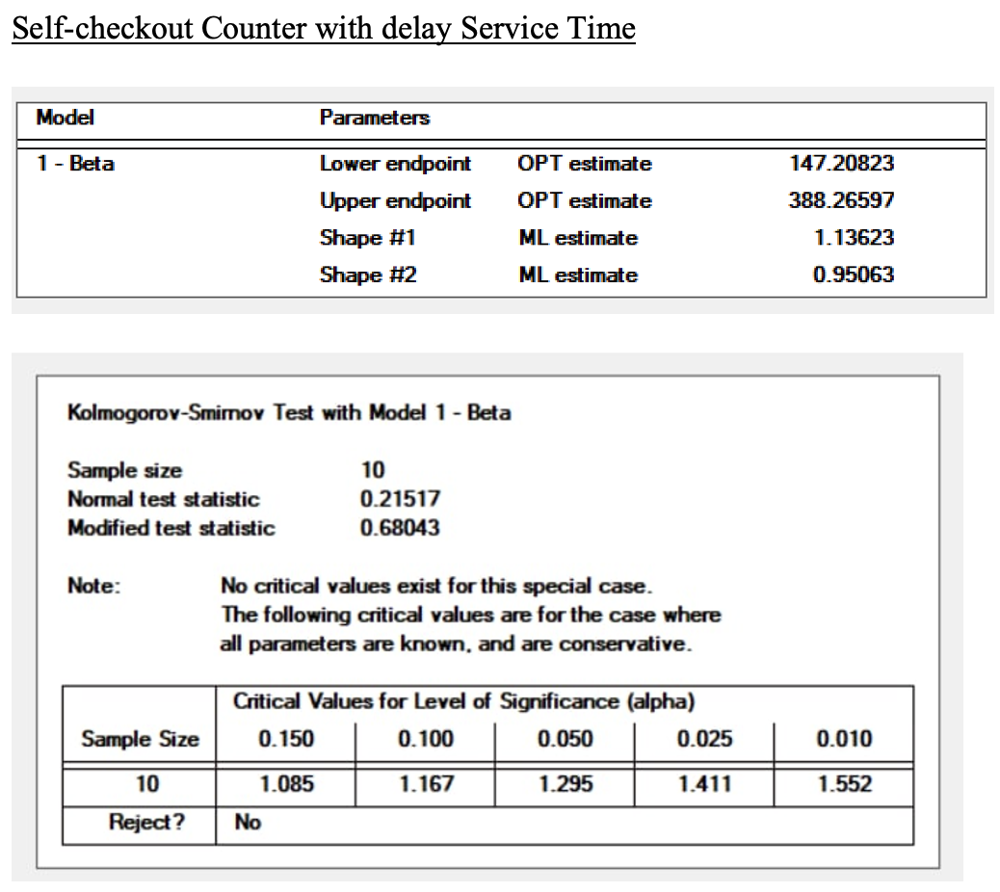 Self-checkout Counter with delay Service Time
Model Parameters
1 - Beta Lower endpoint OPT estimate 147.20823
Upper endpoint OPT estimate 388.26597
Shape #1 ML estimate 1.13623
Shape #2 ML estimate 0.95063
Kolmogorov-Smirnov Test with Model 1 - Beta
Sample size 10
Normal test statistic 0.21517
Modified test statistic 0.68043
Note: No critical values exist for this special case.
The following critical values are for the case where
all parameters are known, and are conservative.
Critical Values for Level of Significance (alpha)
Sample Size 0.150 0.100 0.050 0.025 0.010
10 1.085 1.167 1.295 1.411 1.552
Reject? No